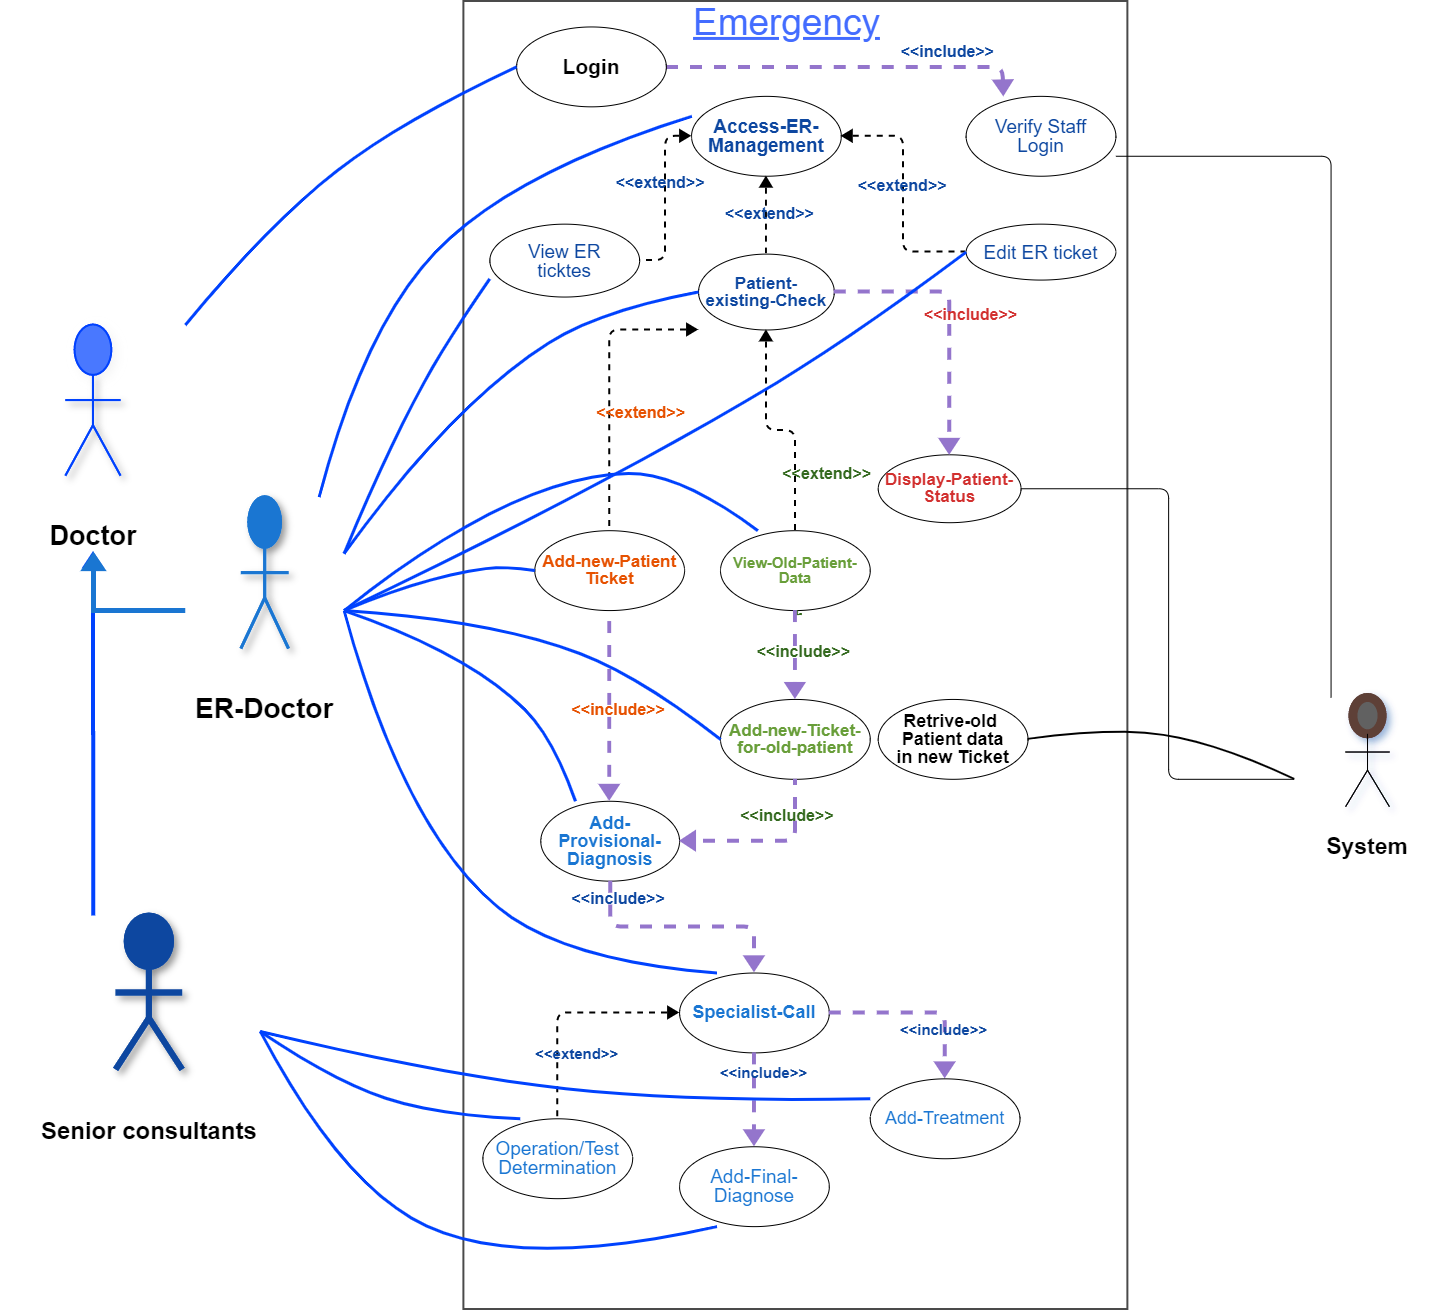 Emergency
<<include>>
Login
Access-ER-
Management
Verify Staff
Login
<<extend>>
<<extend>>
<<extend>>
View ER
ticktes
Edit ER ticket
Patient-
existing-Check
<<include>>
<<extend>>
<<extend>>
Display-Patient-
Status
Doctor
Add-new-Patient
Ticket
View-Old-Patient-
Data
<<include>>
ER-Doctor
<<include>>
Add-new-Ticket-
for-old-patient
Retrive-old
Patient data
in new Ticket
<<include>>
Add-
Provisional-
Diagnosis
System
<<include>>
Specialist-Call
<<include>>
<<extend>>
<<include>>
Senior consultants
Add-Treatment
Operation/Test
Determination
Add-Final-
Diagnose